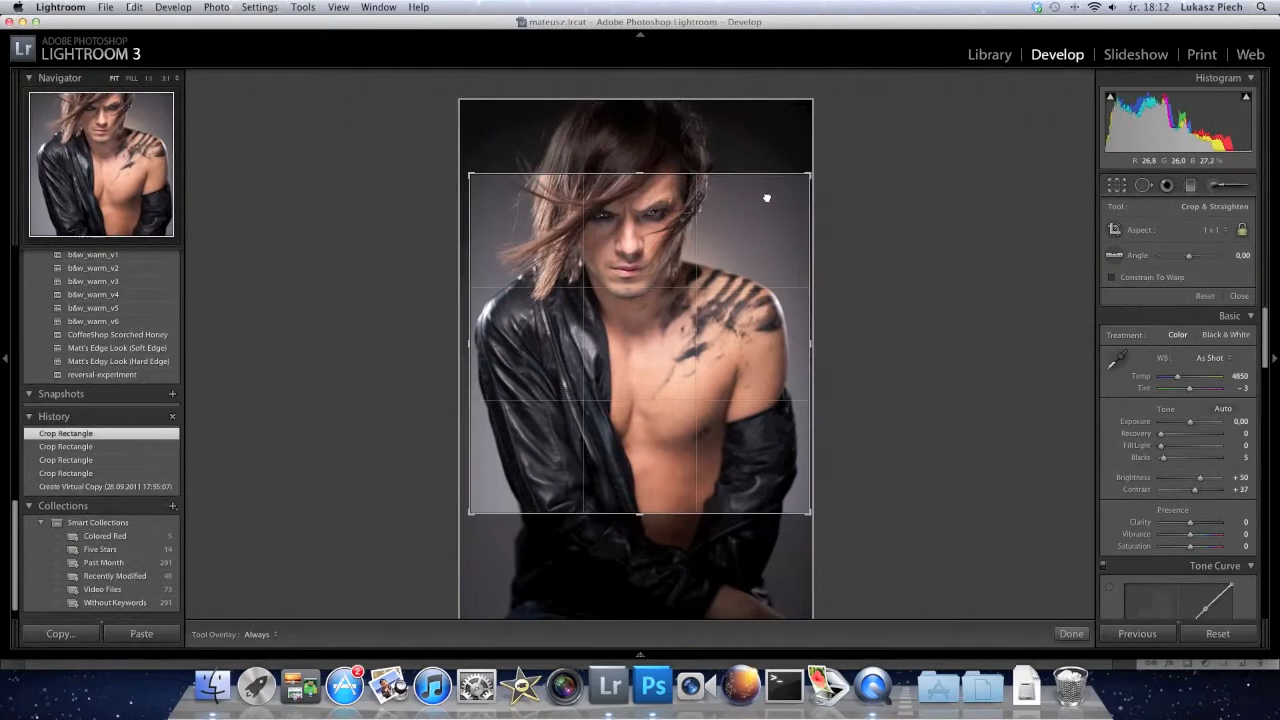 Lightroom File Edit Develop Photo Settings Tools View Window Help śr. 18:12 Lukasz Piech
mateusz.lrcat – Adobe Photoshop Lightroom – Develop
Lr ADOBE PHOTOSHOP
LIGHTROOM 3
Library | Develop | Slideshow | Print | Web
Navigator FIT FILL 1:1 3:1
b&w_warm_v1
b&w_warm_v2
b&w_warm_v3
b&w_warm_v4
b&w_warm_v5
b&w_warm_v6
CoffeeShop Scorched Honey
Matt's Edge Look (Soft Edge)
Matt's Edgy Look (Hard Edge)
reversal-experiment
Snapshots +
History ×
Crop Rectangle
Crop Rectangle
Crop Rectangle
Crop Rectangle
Create Virtual Copy (28.09.2011 17:55:07)
Collections +
Smart Collections
Colored Red 5
Five Stars 14
Past Month 291
Recently Modified 49
Video Files 73
Without Keywords 291
Copy... Paste
Tool Overlay: Always
Done
Histogram
R 26,8 G 26,0 B 27,2 %
Tool: Crop & Straighten
Aspect: 1 x 1
Angle 0,00
Constrain To Warp
Reset Close
Basic
Treatment: Color Black & White
WB: As Shot
Temp 4850
Tint – 3
Tone Auto
Exposure 0,00
Recovery 0
Fill Light 0
Blacks 5
Brightness + 50
Contrast + 37
Presence
Clarity 0
Vibrance 0
Saturation 0
Tone Curve
Previous Reset
2
Lr Ps